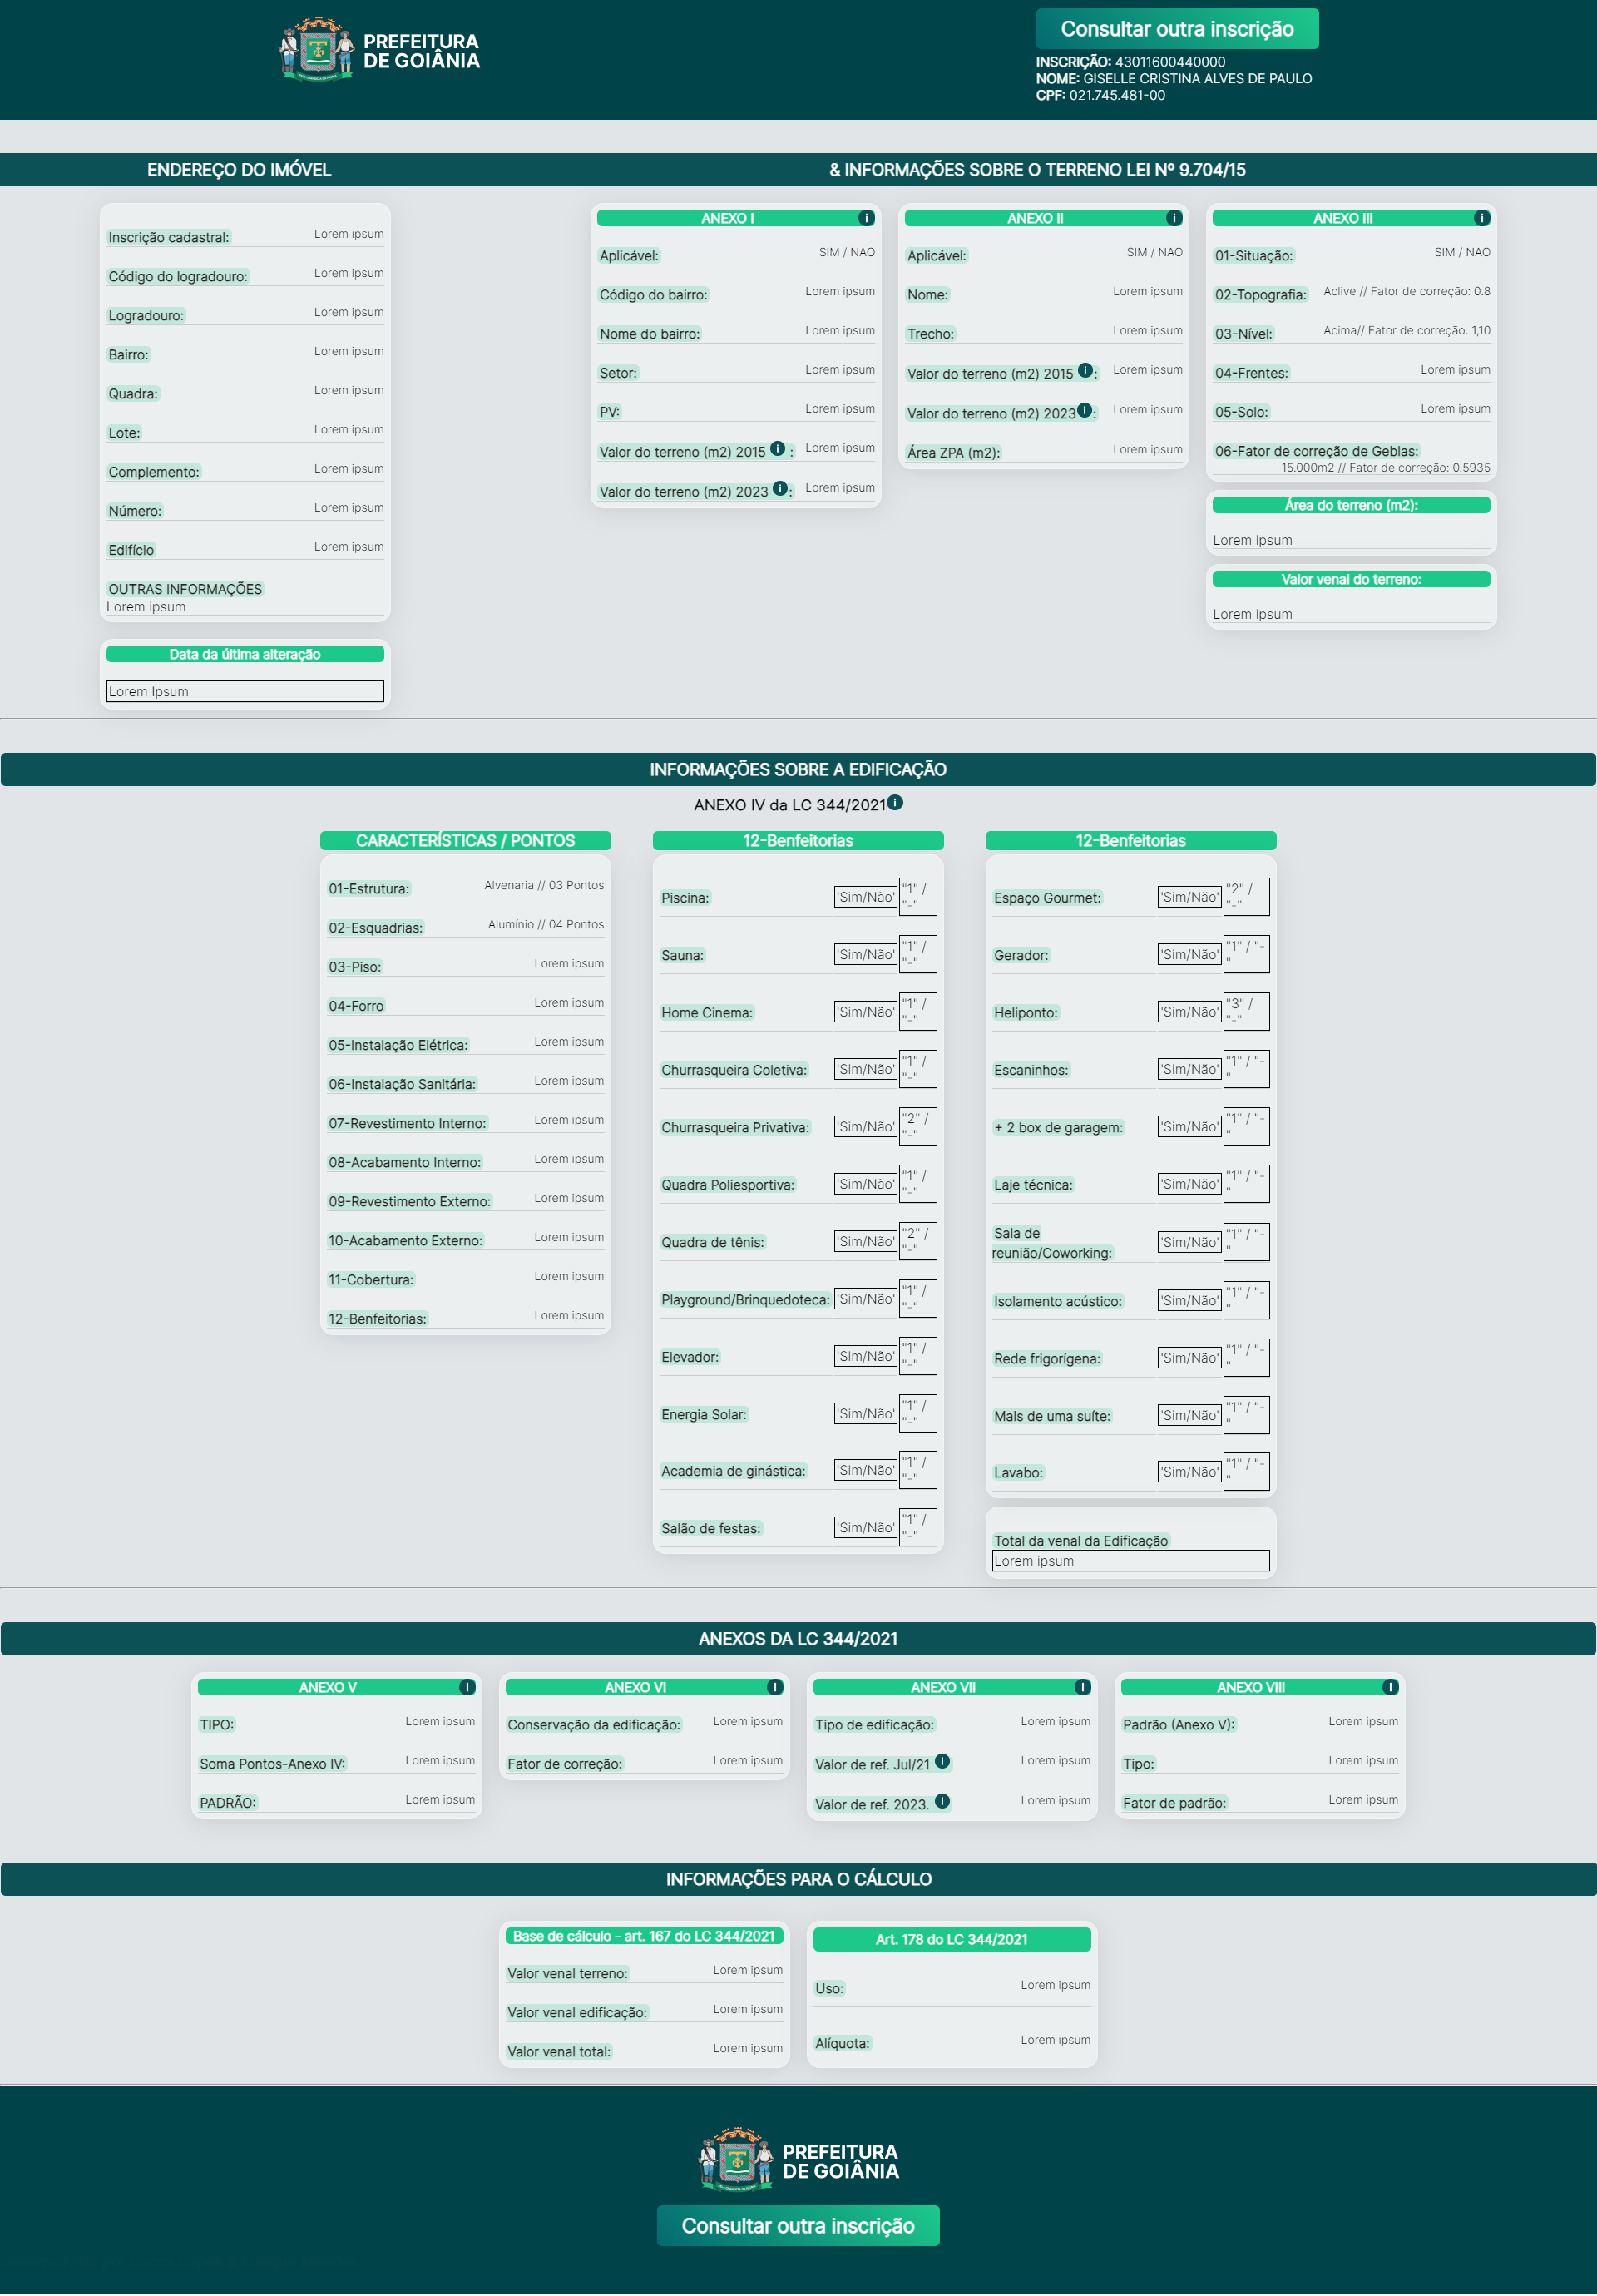 PREFEITURA
DE GOIÂNIA
Consultar outra inscrição
INSCRIÇÃO: 43011600440000
NOME: GISELLE CRISTINA ALVES DE PAULO
CPF: 021.745.481-00
ENDEREÇO DO IMÓVEL
& INFORMAÇÕES SOBRE O TERRENO LEI Nº 9.704/15
Inscrição cadastral: Lorem ipsum
Código do logradouro: Lorem ipsum
Logradouro: Lorem ipsum
Bairro: Lorem ipsum
Quadra: Lorem ipsum
Lote: Lorem ipsum
Complemento: Lorem ipsum
Número: Lorem ipsum
Edifício Lorem ipsum
OUTRAS INFORMAÇÕES
Lorem ipsum
Data da última alteração
Lorem Ipsum
ANEXO I i
Aplicável: SIM / NAO
Código do bairro: Lorem ipsum
Nome do bairro: Lorem ipsum
Setor: Lorem ipsum
PV: Lorem ipsum
Valor do terreno (m2) 2015 i : Lorem ipsum
Valor do terreno (m2) 2023 i : Lorem ipsum
ANEXO II i
Aplicável: SIM / NAO
Nome: Lorem ipsum
Trecho: Lorem ipsum
Valor do terreno (m2) 2015 i : Lorem ipsum
Valor do terreno (m2) 2023 i : Lorem ipsum
Área ZPA (m2): Lorem ipsum
ANEXO III i
01-Situação: SIM / NAO
02-Topografia: Aclive // Fator de correção: 0.8
03-Nível: Acima// Fator de correção: 1,10
04-Frentes: Lorem ipsum
05-Solo: Lorem ipsum
06-Fator de correção de Geblas:
15.000m2 // Fator de correção: 0.5935
Área do terreno (m2):
Lorem ipsum
Valor venal do terreno:
Lorem ipsum
INFORMAÇÕES SOBRE A EDIFICAÇÃO
ANEXO IV da LC 344/2021 i
CARACTERÍSTICAS / PONTOS
01-Estrutura: Alvenaria // 03 Pontos
02-Esquadrias: Alumínio // 04 Pontos
03-Piso: Lorem ipsum
04-Forro Lorem ipsum
05-Instalação Elétrica: Lorem ipsum
06-Instalação Sanitária: Lorem ipsum
07-Revestimento Interno: Lorem ipsum
08-Acabamento Interno: Lorem ipsum
09-Revestimento Externo: Lorem ipsum
10-Acabamento Externo: Lorem ipsum
11-Cobertura: Lorem ipsum
12-Benfeitorias: Lorem ipsum
12-Benfeitorias
Piscina: 'Sim/Não' "1" / "-"
Sauna: 'Sim/Não' "1" / "-"
Home Cinema: 'Sim/Não' "1" / "-"
Churrasqueira Coletiva: 'Sim/Não' "1" / "-"
Churrasqueira Privativa: 'Sim/Não' "2" / "-"
Quadra Poliesportiva: 'Sim/Não' "1" / "-"
Quadra de tênis: 'Sim/Não' "2" / "-"
Playground/Brinquedoteca: 'Sim/Não' "1" / "-"
Elevador: 'Sim/Não' "1" / "-"
Energia Solar: 'Sim/Não' "1" / "-"
Academia de ginástica: 'Sim/Não' "1" / "-"
Salão de festas: 'Sim/Não' "1" / "-"
12-Benfeitorias
Espaço Gourmet: 'Sim/Não' "2" / "-"
Gerador: 'Sim/Não' "1" / "-"
Heliponto: 'Sim/Não' "3" / "-"
Escaninhos: 'Sim/Não' "1" / "-"
+ 2 box de garagem: 'Sim/Não' "1" / "-"
Laje técnica: 'Sim/Não' "1" / "-"
Sala de
reunião/Coworking: 'Sim/Não' "1" / "-"
Isolamento acústico: 'Sim/Não' "1" / "-"
Rede frigorígena: 'Sim/Não' "1" / "-"
Mais de uma suíte: 'Sim/Não' "1" / "-"
Lavabo: 'Sim/Não' "1" / "-"
Total da venal da Edificação
Lorem ipsum
ANEXOS DA LC 344/2021
ANEXO V i
TIPO: Lorem ipsum
Soma Pontos-Anexo IV: Lorem ipsum
PADRÃO: Lorem ipsum
ANEXO VI i
Conservação da edificação: Lorem ipsum
Fator de correção: Lorem ipsum
ANEXO VII i
Tipo de edificação: Lorem ipsum
Valor de ref. Jul/21 i Lorem ipsum
Valor de ref. 2023. i Lorem ipsum
ANEXO VIII i
Padrão (Anexo V): Lorem ipsum
Tipo: Lorem ipsum
Fator de padrão: Lorem ipsum
INFORMAÇÕES PARA O CÁLCULO
Base de cálculo - art. 167 do LC 344/2021
Valor venal terreno: Lorem ipsum
Valor venal edificação: Lorem ipsum
Valor venal total: Lorem ipsum
Art. 178 do LC 344/2021
Uso: Lorem ipsum
Alíquota: Lorem ipsum
PREFEITURA
DE GOIÂNIA
Consultar outra inscrição